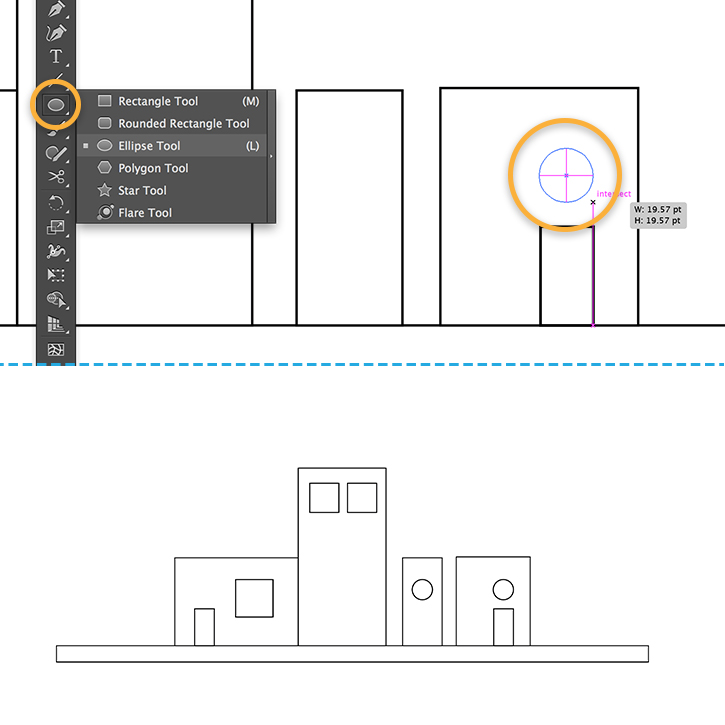 T
Rectangle Tool (M)
Rounded Rectangle Tool
Ellipse Tool (L)
Polygon Tool
Star Tool
Flare Tool
intersect
W: 19.57 pt
H: 19.57 pt